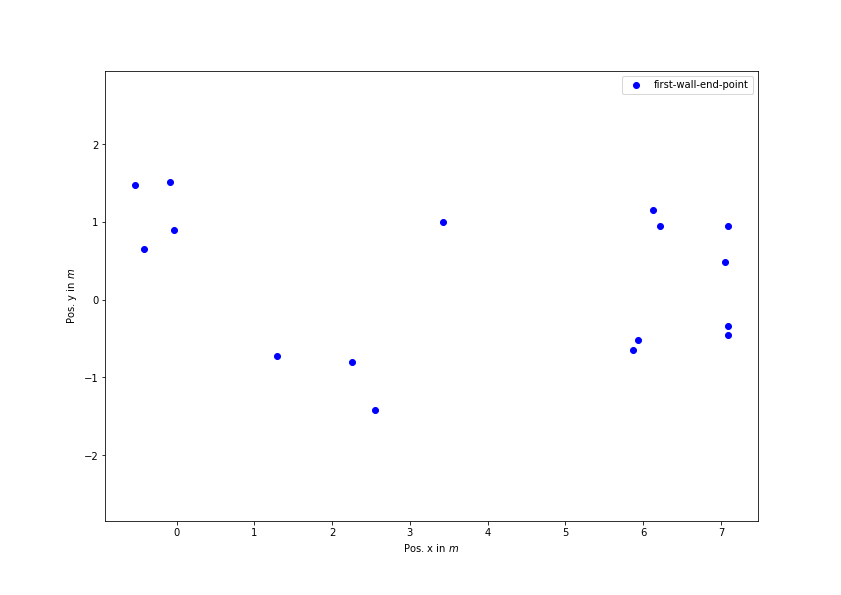 first-wall-end-point
2
1
0
−1
−2
Pos. y in m
0 1 2 3 4 5 6 7
Pos. x in m